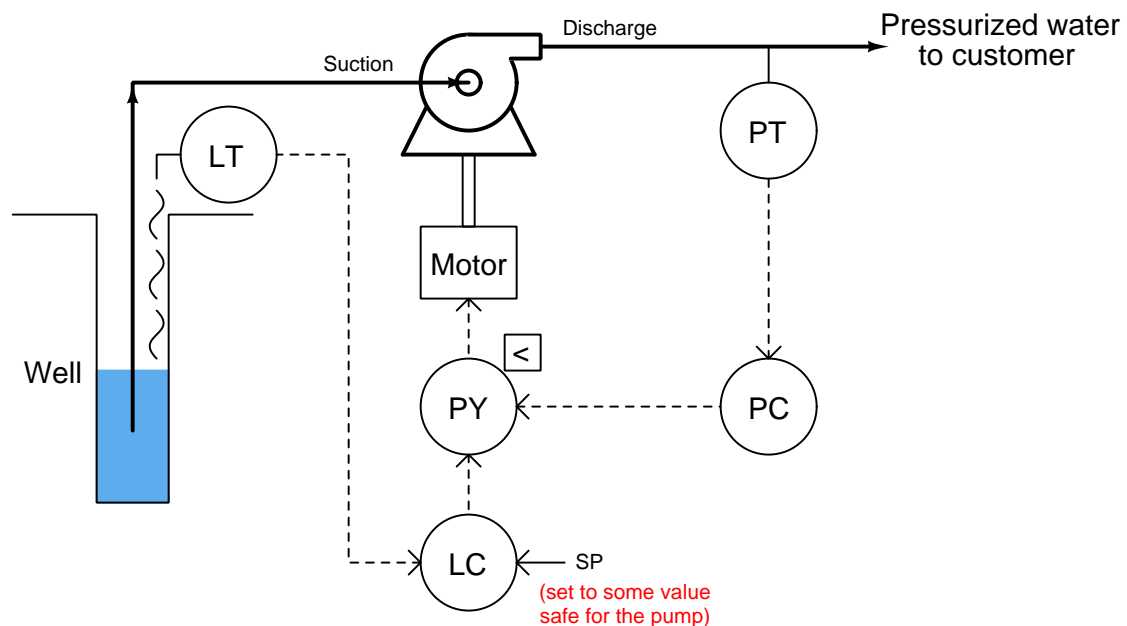 Pressurized water
to customer
Discharge
Suction
LT
PT
Motor
<
Well
PY
PC
LC
SP
(set to some value
safe for the pump)